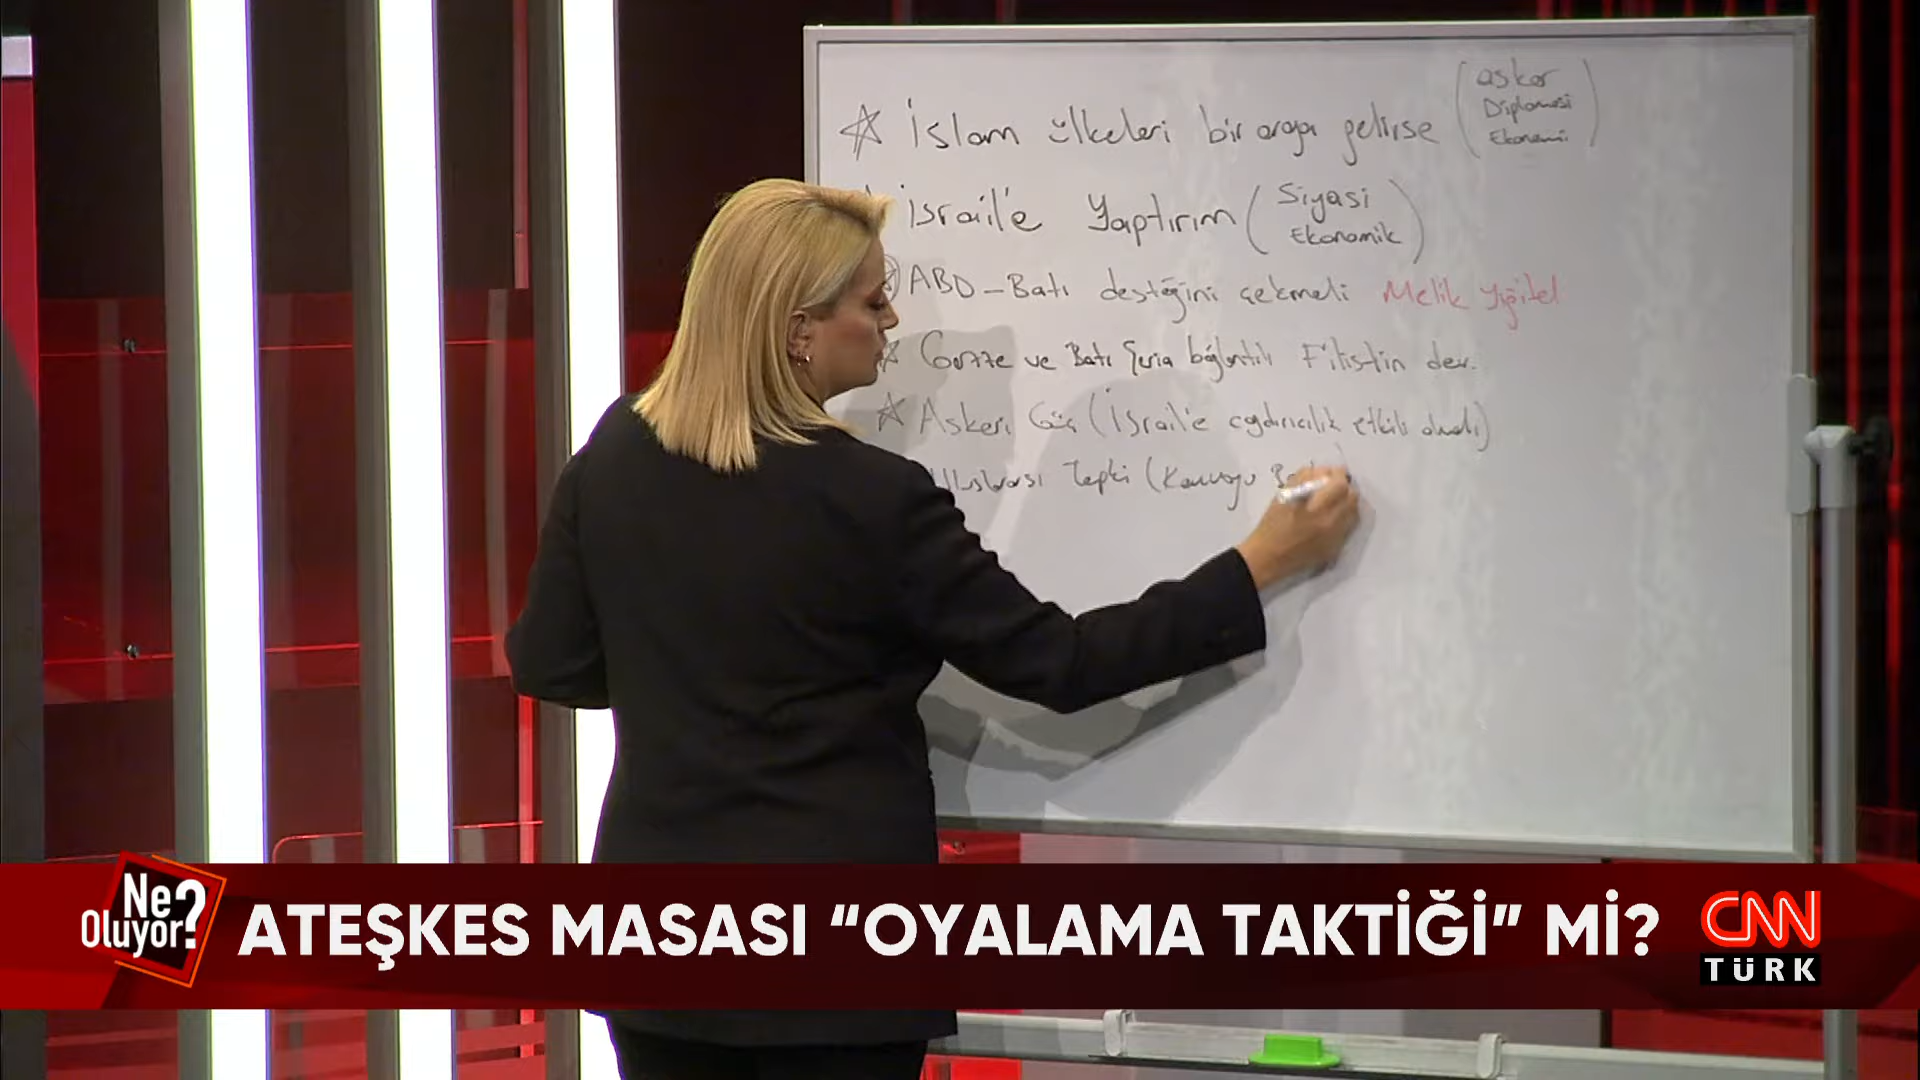 İslam ülkeleri bir araya gelirse (asker
Diplomasi
Ekonomi)
İsrail'e Yaptırım (Siyasi
Ekonomik)
ABD-Batı desteğini çekmeli Melik Yiğitel
Gazze ve Batı Şeria bağlantılı Filistin dev.
Askeri Güç (İsrail'e caydırıcılık etkili olmalı)
Tepki (Kamuoyu
Ne Oluyor?
ATEŞKES MASASI “OYALAMA TAKTİĞİ” Mİ?
CNN
TÜRK